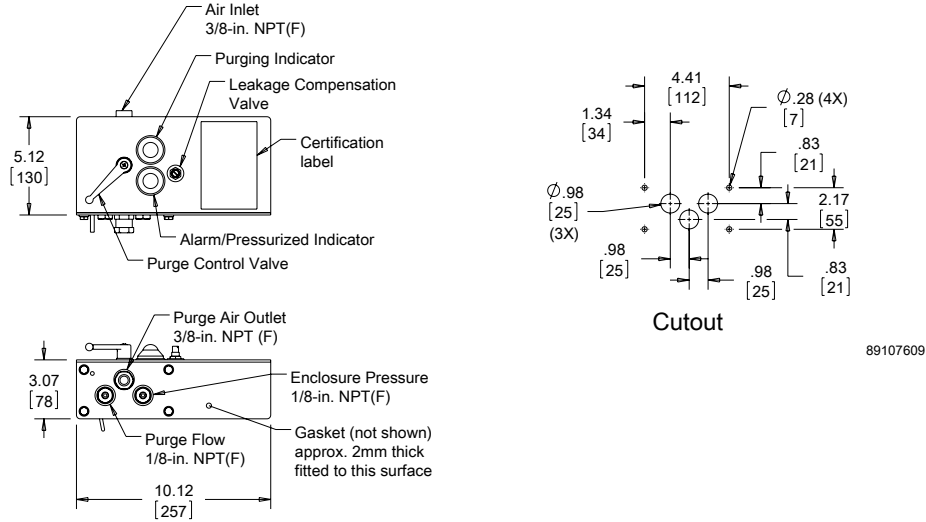 Air Inlet
3/8-in. NPT(F)
Purging Indicator
Leakage Compensation
Valve
Certification
label
5.12
[130]
Alarm/Pressurized Indicator
Purge Control Valve
4.41
[112]
1.34
[34]
Ø.28 (4X)
[7]
.83
[21]
Ø.98
[25]
(3X)
2.17
[55]
.98
[25]
.98
[25]
.83
[21]
Cutout
89107609
Purge Air Outlet
3/8-in. NPT (F)
3.07
[78]
Enclosure Pressure
1/8-in. NPT(F)
Purge Flow
1/8-in. NPT(F)
Gasket (not shown)
approx. 2mm thick
fitted to this surface
10.12
[257]